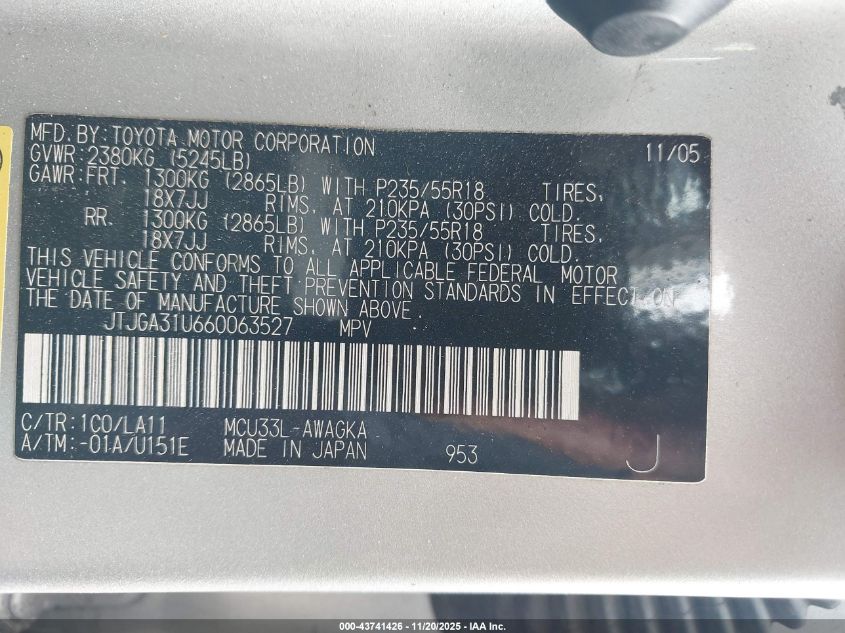 MFD.BY:TOYOTA MOTOR CORPORATION 11/05
GVWR:2380KG (5245LB)
GAWR:FRT. 1300KG (2865LB) WITH P235/55R18 TIRES,
18X7JJ RIMS, AT 210KPA (30PSI) COLD.
RR. 1300KG (2865LB) WITH P235/55R18 TIRES,
18X7JJ RIMS, AT 210KPA (30PSI) COLD.
THIS VEHICLE CONFORMS TO ALL APPLICABLE FEDERAL MOTOR
VEHICLE SAFETY AND THEFT PREVENTION STANDARDS IN EFFECT ON
THE DATE OF MANUFACTURE SHOWN ABOVE.
JTJGA31U660063527 MPV
C/TR:1C0/LA11 MCU33L-AWAGKA
A/TM:-01A/U151E MADE IN JAPAN 953 J
000-43741426 - 11/20/2025 - IAA Inc.